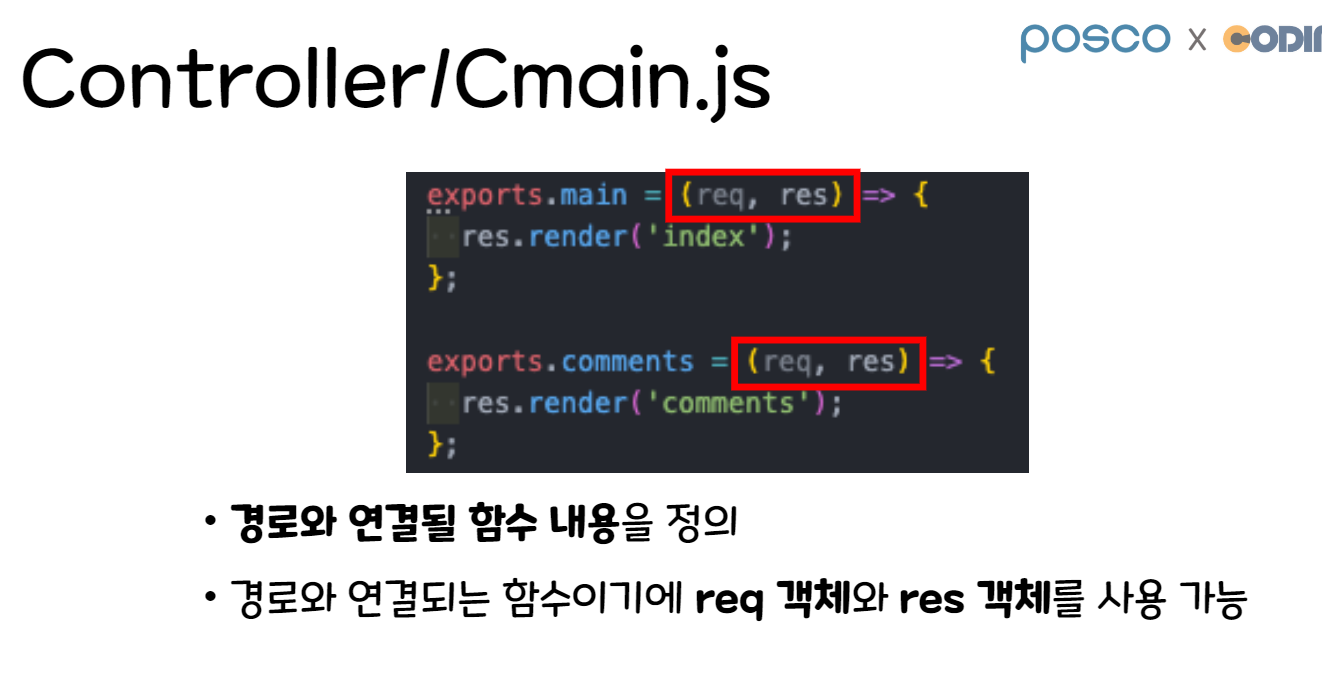 posco x CODI
Controller/Cmain.js
exports.main = (req, res) => {
res.render('index');
};
exports.comments = (req, res) => {
res.render('comments');
};
• 경로와 연결될 함수 내용을 정의
• 경로와 연결되는 함수이기에 req 객체와 res 객체를 사용 가능